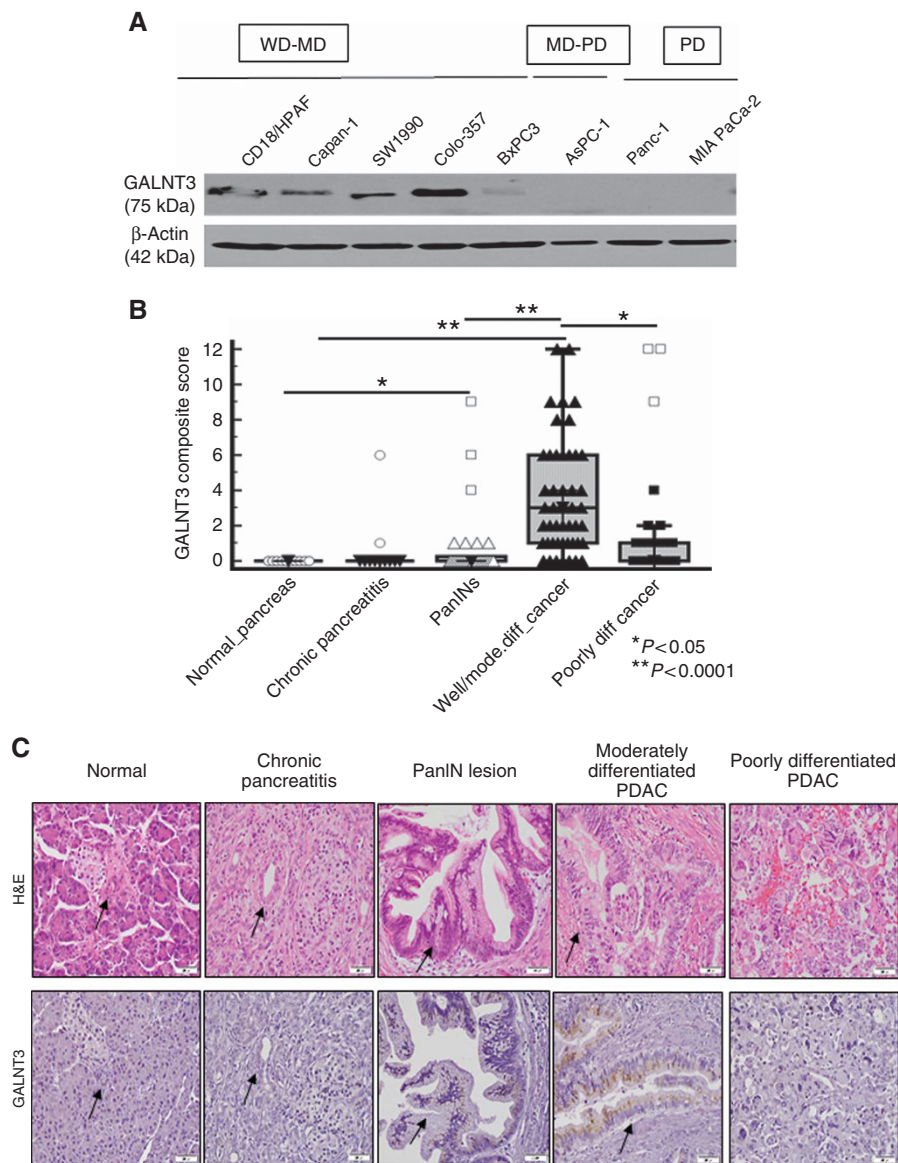 A
WD-MD MD-PD PD
CD18/HPAF Capan-1 SW1990 Colo-357 BxPC3 AsPC-1 Panc-1 MIA PaCa-2
GALNT3
(75 kDa)
β-Actin
(42 kDa)
B
GALNT3 composite score
12
10
8
6
4
2
0
** ** * *
Normal_pancreas Chronic pancreatitis PanINs Well/mode.diff_cancer Poorly diff cancer
*P<0.05
**P<0.0001
C
Normal
Chronic
pancreatitis
PanIN lesion
Moderately
differentiated
PDAC
Poorly differentiated
PDAC
H&E
GALNT3